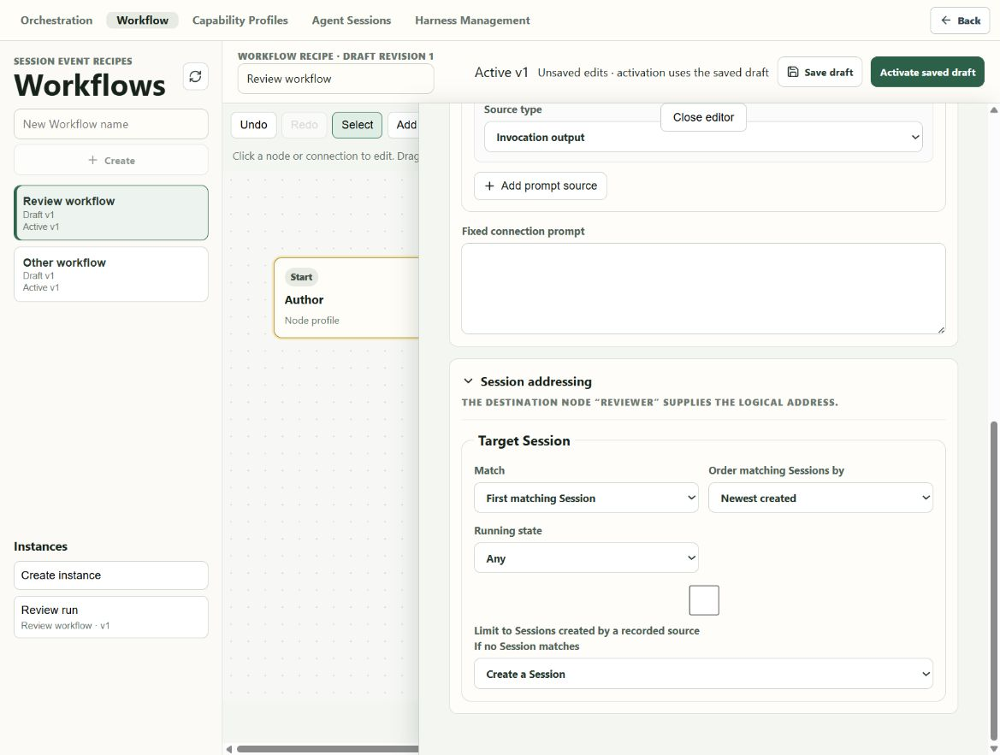 Orchestration Workflow Capability Profiles Agent Sessions Harness Management Back
SESSION EVENT RECIPES
Workflows
New Workflow name
Create
Review workflow
Draft v1
Active v1
Other workflow
Draft v1
Active v1
Instances
Create instance
Review run
Review workflow · v1
WORKFLOW RECIPE · DRAFT REVISION 1
Review workflow
Active v1 Unsaved edits · activation uses the saved draft Save draft Activate saved draft
Undo Redo Select Add
Click a node or connection to edit. Drag
Start
Author
Node profile
Source type
Close editor
Invocation output
Add prompt source
Fixed connection prompt
Session addressing
THE DESTINATION NODE “REVIEWER” SUPPLIES THE LOGICAL ADDRESS.
Target Session
Match Order matching Sessions by
First matching Session Newest created
Running state
Any
Limit to Sessions created by a recorded source
If no Session matches
Create a Session